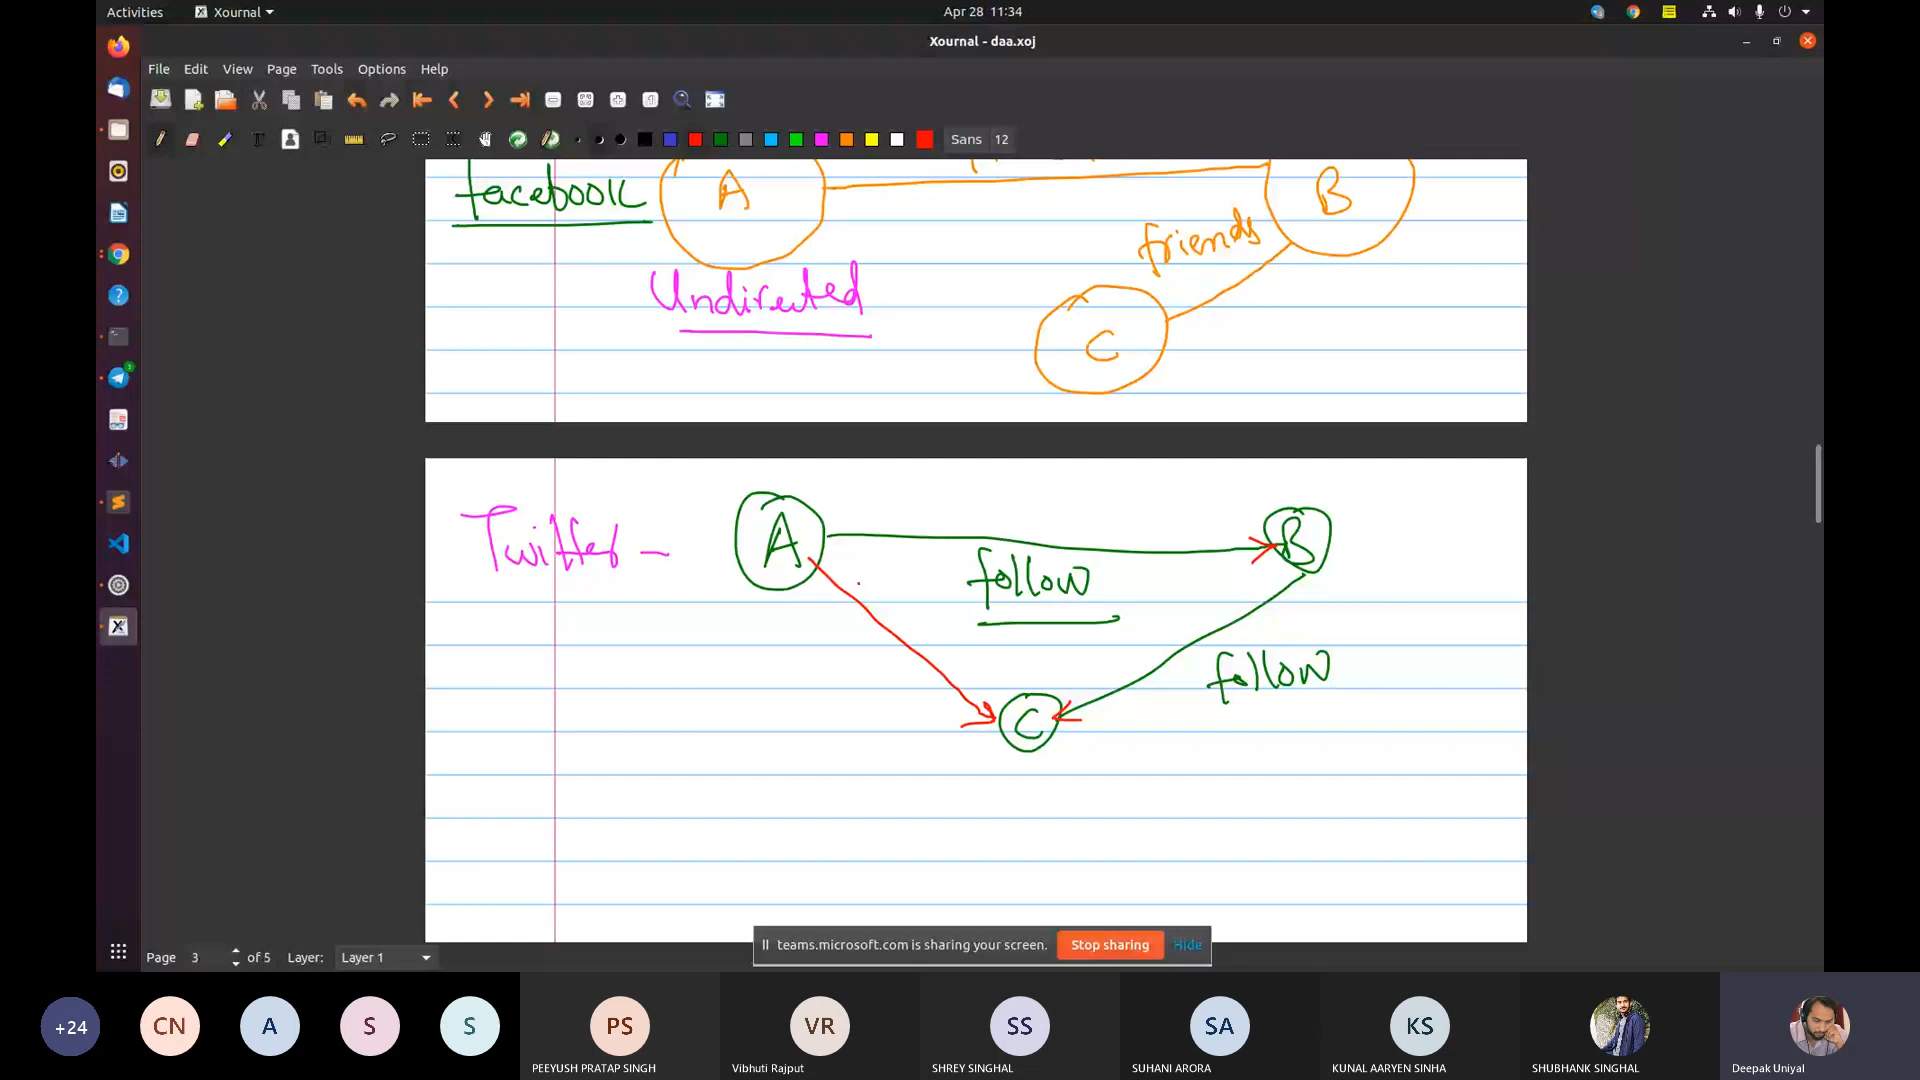 Activities Xournal Apr 28 11:34
Xournal - daa.xoj
File Edit View Page Tools Options Help
Sans 12
facebook A B
friends
Undirected
C
Twitter - A B
follow
follow
C
teams.microsoft.com is sharing your screen. Stop sharing Hide
Page 3 of 5 Layer: Layer 1
+24 CN A S S PS VR SS SA KS
PEEYUSH PRATAP SINGH Vibhuti Rajput SHREY SINGHAL SUHANI ARORA KUNAL AARYEN SINHA SHUBHANK SINGHAL Deepak Uniyal